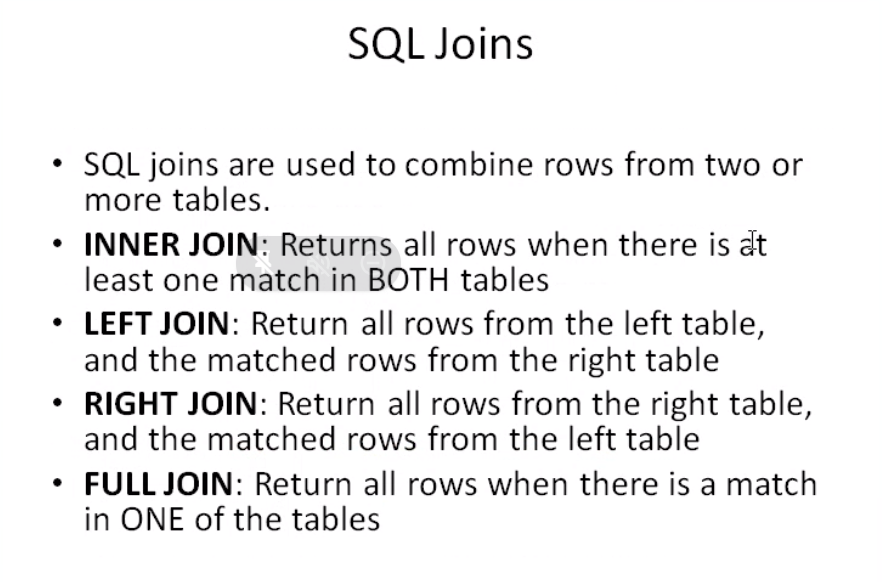 SQL Joins
• SQL joins are used to combine rows from two or
more tables.
• INNER JOIN: Returns all rows when there is at
least one match in BOTH tables
• LEFT JOIN: Return all rows from the left table,
and the matched rows from the right table
• RIGHT JOIN: Return all rows from the right table,
and the matched rows from the left table
• FULL JOIN: Return all rows when there is a match
in ONE of the tables